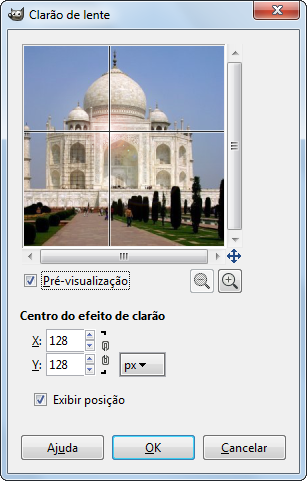 Clarão de lente
Pré-visualização
Centro do efeito de clarão
X: 128
Y: 128 px
Exibir posição
Ajuda OK Cancelar